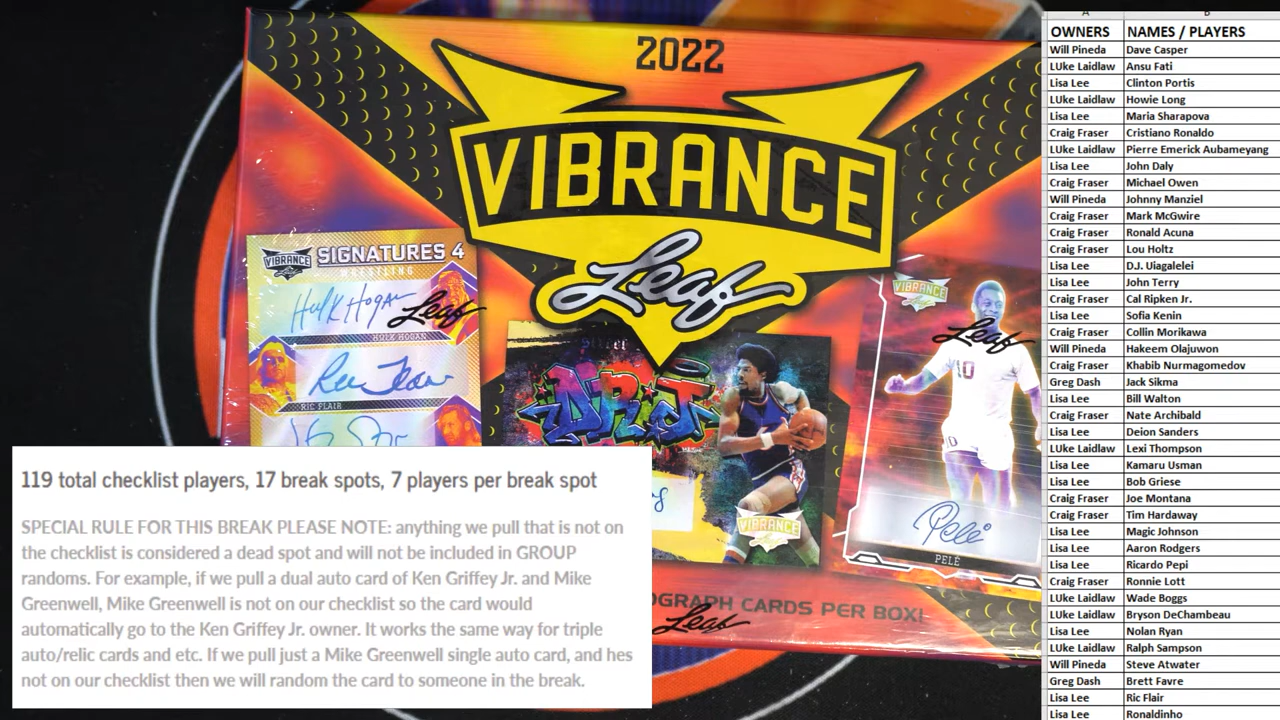 2022
VIBRANCE
Leaf
VIBRANCE
SIGNATURES 4
WRESTLING
Hulk Hogan
Leaf
HULK HOGAN
RIC FLAIR
VIBRANCE
VIBRANCE
10
Leaf
Pelé
PELÉ
OGRAPH CARDS PER BOX!
Leaf
119 total checklist players, 17 break spots, 7 players per break spot
SPECIAL RULE FOR THIS BREAK PLEASE NOTE: anything we pull that is not on
the checklist is considered a dead spot and will not be included in GROUP
randoms. For example, if we pull a dual auto card of Ken Griffey Jr. and Mike
Greenwell, Mike Greenwell is not on our checklist so the card would
automatically go to the Ken Griffey Jr. owner. It works the same way for triple
auto/relic cards and etc. If we pull just a Mike Greenwell single auto card, and hes
not on our checklist then we will random the card to someone in the break.
A B
OWNERS NAMES / PLAYERS
Will Pineda Dave Casper
LUke Laidlaw Ansu Fati
Lisa Lee Clinton Portis
LUke Laidlaw Howie Long
Lisa Lee Maria Sharapova
Craig Fraser Cristiano Ronaldo
LUke Laidlaw Pierre Emerick Aubameyang
Lisa Lee John Daly
Craig Fraser Michael Owen
Will Pineda Johnny Manziel
Craig Fraser Mark McGwire
Craig Fraser Ronald Acuna
Craig Fraser Lou Holtz
Lisa Lee D.J. Uiagalelei
Lisa Lee John Terry
Craig Fraser Cal Ripken Jr.
Lisa Lee Sofia Kenin
Craig Fraser Collin Morikawa
Will Pineda Hakeem Olajuwon
Craig Fraser Khabib Nurmagomedov
Greg Dash Jack Sikma
Lisa Lee Bill Walton
Craig Fraser Nate Archibald
Lisa Lee Deion Sanders
LUke Laidlaw Lexi Thompson
Lisa Lee Kamaru Usman
Lisa Lee Bob Griese
Craig Fraser Joe Montana
Craig Fraser Tim Hardaway
Lisa Lee Magic Johnson
Lisa Lee Aaron Rodgers
Lisa Lee Ricardo Pepi
Craig Fraser Ronnie Lott
LUke Laidlaw Wade Boggs
LUke Laidlaw Bryson DeChambeau
Lisa Lee Nolan Ryan
LUke Laidlaw Ralph Sampson
Will Pineda Steve Atwater
Greg Dash Brett Favre
Lisa Lee Ric Flair
Lisa Lee Ronaldinho